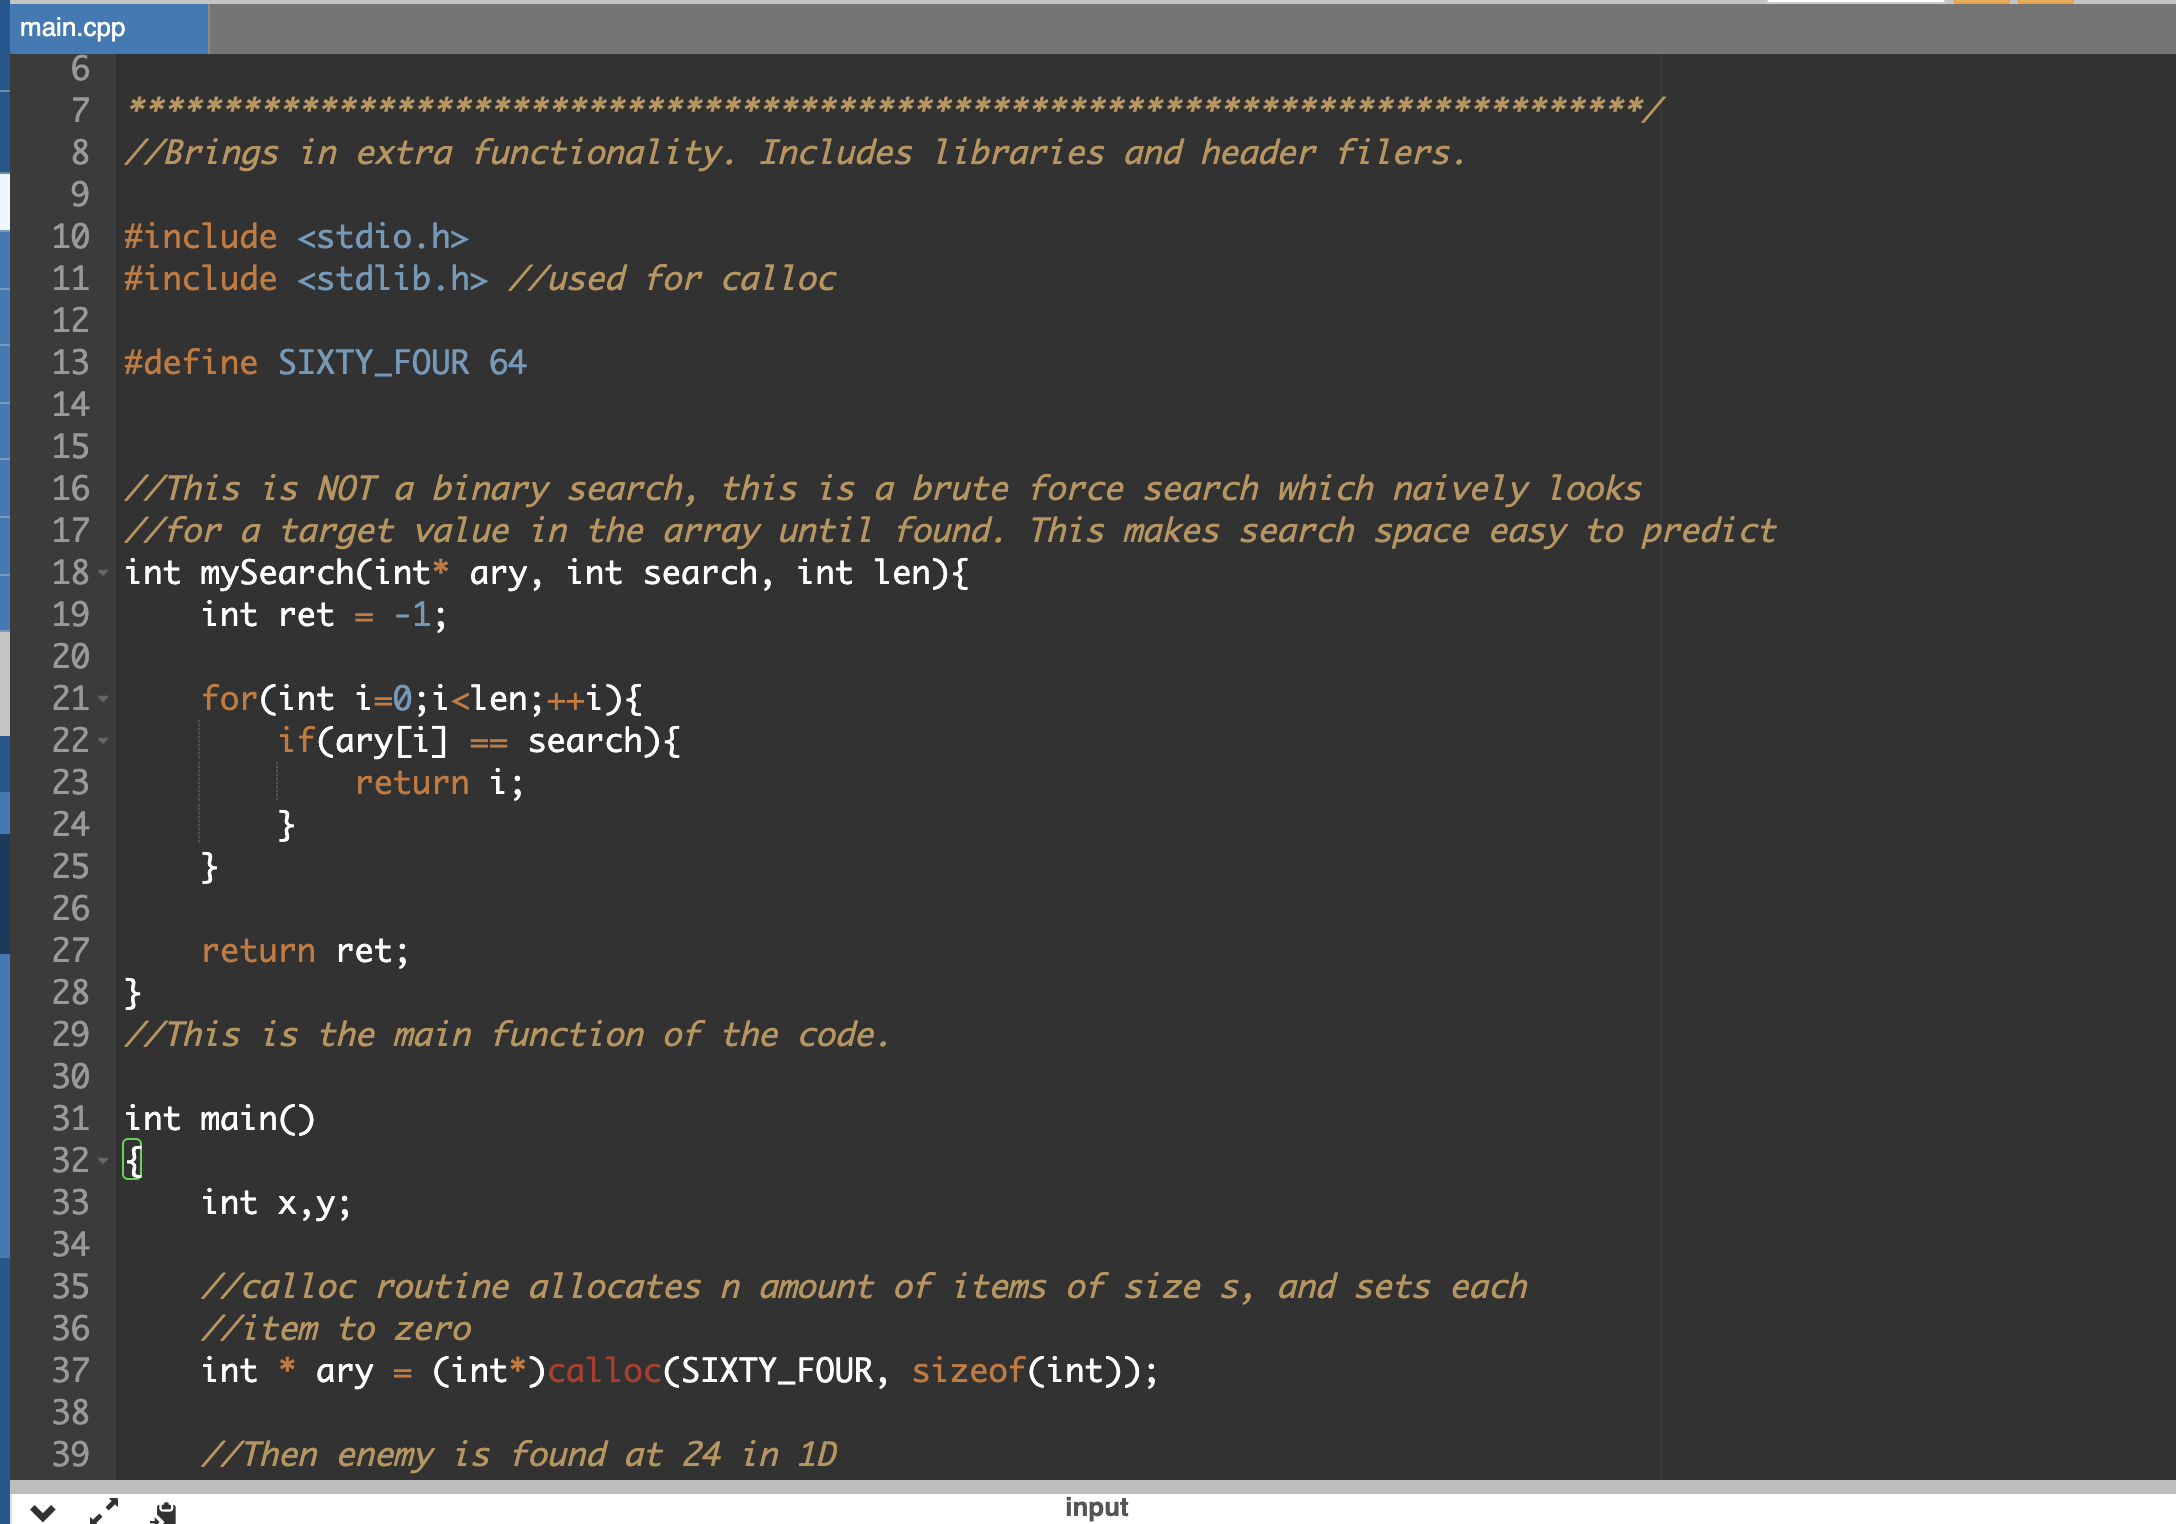 main.cpp
6
7 *******************************************************************************/
8 //Brings in extra functionality. Includes libraries and header filers.
9
10 #include <stdio.h>
11 #include <stdlib.h> //used for calloc
12
13 #define SIXTY_FOUR 64
14
15
16 //This is NOT a binary search, this is a brute force search which naively looks
17 //for a target value in the array until found. This makes search space easy to predict
18 int mySearch(int* ary, int search, int len){
19     int ret = -1;
20
21     for(int i=0;i<len;++i){
22         if(ary[i] == search){
23             return i;
24         }
25     }
26
27     return ret;
28 }
29 //This is the main function of the code.
30
31 int main()
32 {
33     int x,y;
34
35     //calloc routine allocates n amount of items of size s, and sets each
36     //item to zero
37     int * ary = (int*)calloc(SIXTY_FOUR, sizeof(int));
38
39     //Then enemy is found at 24 in 1D
input